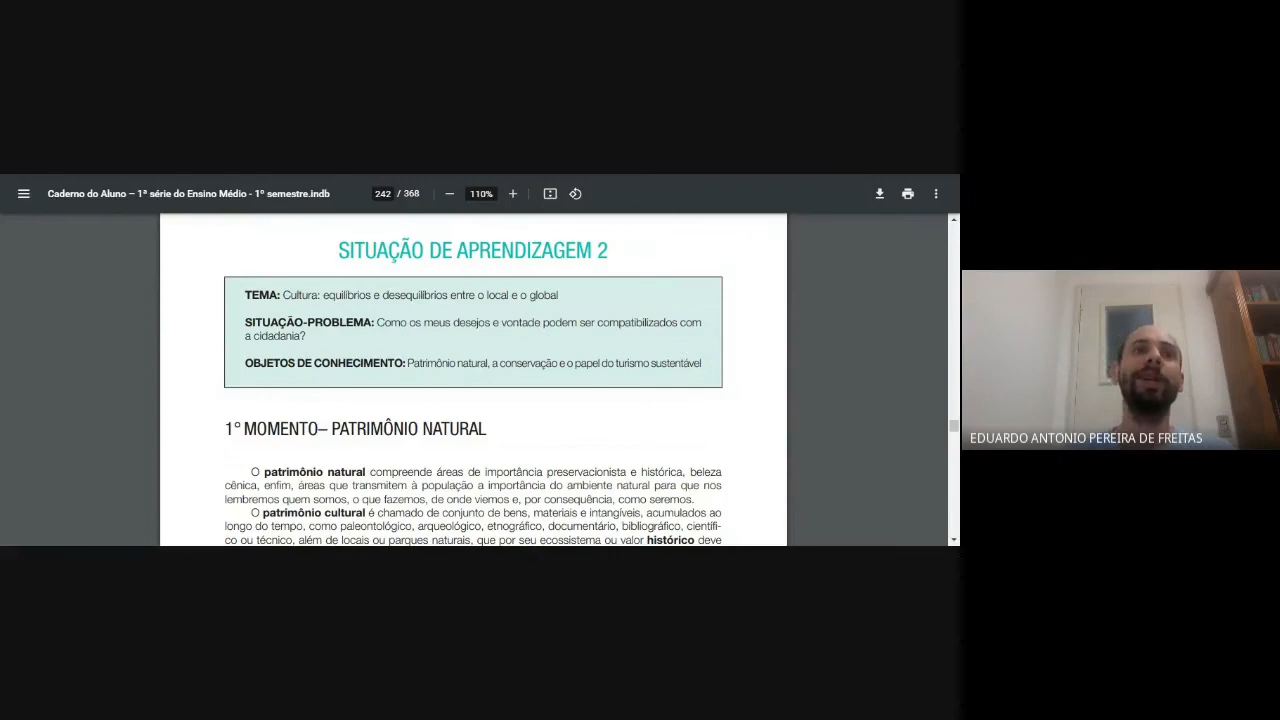 Caderno do Aluno – 1ª série do Ensino Médio - 1º semestre.indb
242 / 368
110%
SITUAÇÃO DE APRENDIZAGEM 2
TEMA: Cultura: equilíbrios e desequilíbrios entre o local e o global
SITUAÇÃO-PROBLEMA: Como os meus desejos e vontade podem ser compatibilizados com
a cidadania?
OBJETOS DE CONHECIMENTO: Patrimônio natural, a conservação e o papel do turismo sustentável
1° MOMENTO– PATRIMÔNIO NATURAL
O patrimônio natural compreende áreas de importância preservacionista e histórica, beleza
cênica, enfim, áreas que transmitem à população a importância do ambiente natural para que nos
lembremos quem somos, o que fazemos, de onde viemos e, por consequência, como seremos.
O patrimônio cultural é chamado de conjunto de bens, materiais e intangíveis, acumulados ao
longo do tempo, como paleontológico, arqueológico, etnográfico, documentário, bibliográfico, científi-
co ou técnico, além de locais ou parques naturais, que por seu ecossistema ou valor histórico deve
EDUARDO ANTONIO PEREIRA DE FREITAS